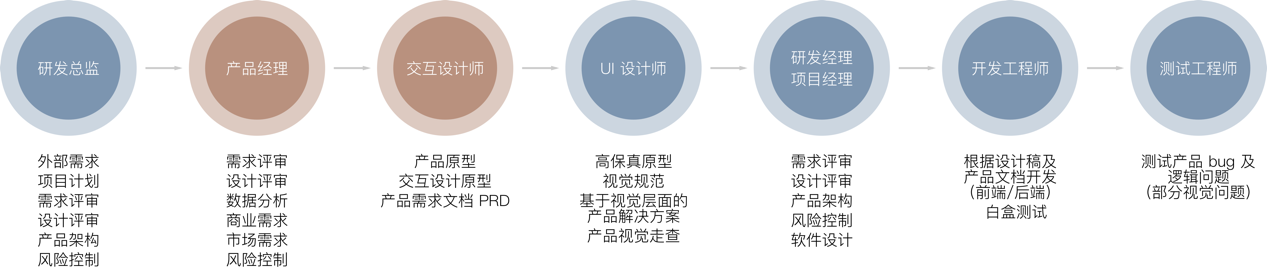 研发总监
产品经理
交互设计师
UI 设计师
研发经理
项目经理
开发工程师
测试工程师
外部需求
项目计划
需求评审
设计评审
产品架构
风险控制
需求评审
设计评审
数据分析
商业需求
市场需求
风险控制
产品原型
交互设计原型
产品需求文档 PRD
高保真原型
视觉规范
基于视觉层面的
产品解决方案
产品视觉走查
需求评审
设计评审
产品架构
风险控制
软件设计
根据设计稿及
产品文档开发
(前端/后端)
白盒测试
测试产品 bug 及
逻辑问题
(部分视觉问题)